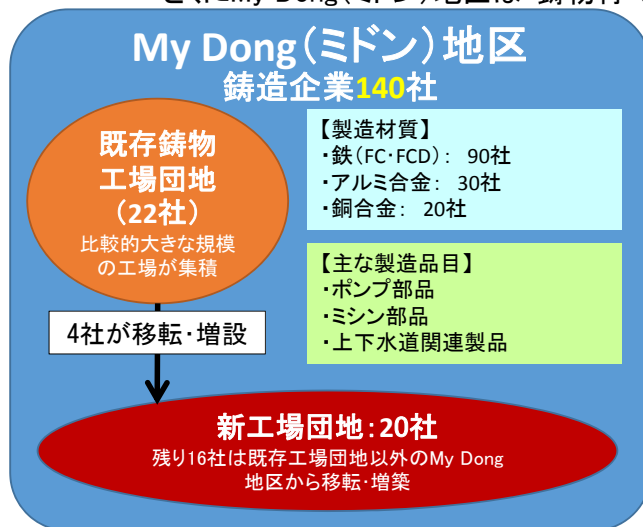 My Dong(ミドン)地区
鋳造企業140社
既存鋳物
工場団地
(22社)
比較的大きな規模
の工場が集積
【製造材質】
・鉄(FC・FCD): 90社
・アルミ合金: 30社
・銅合金: 20社
【主な製造品目】
・ポンプ部品
・ミシン部品
・上下水道関連製品
4社が移転・増設
新工場団地:20社
残り16社は既存工場団地以外のMy Dong
地区から移転・増築